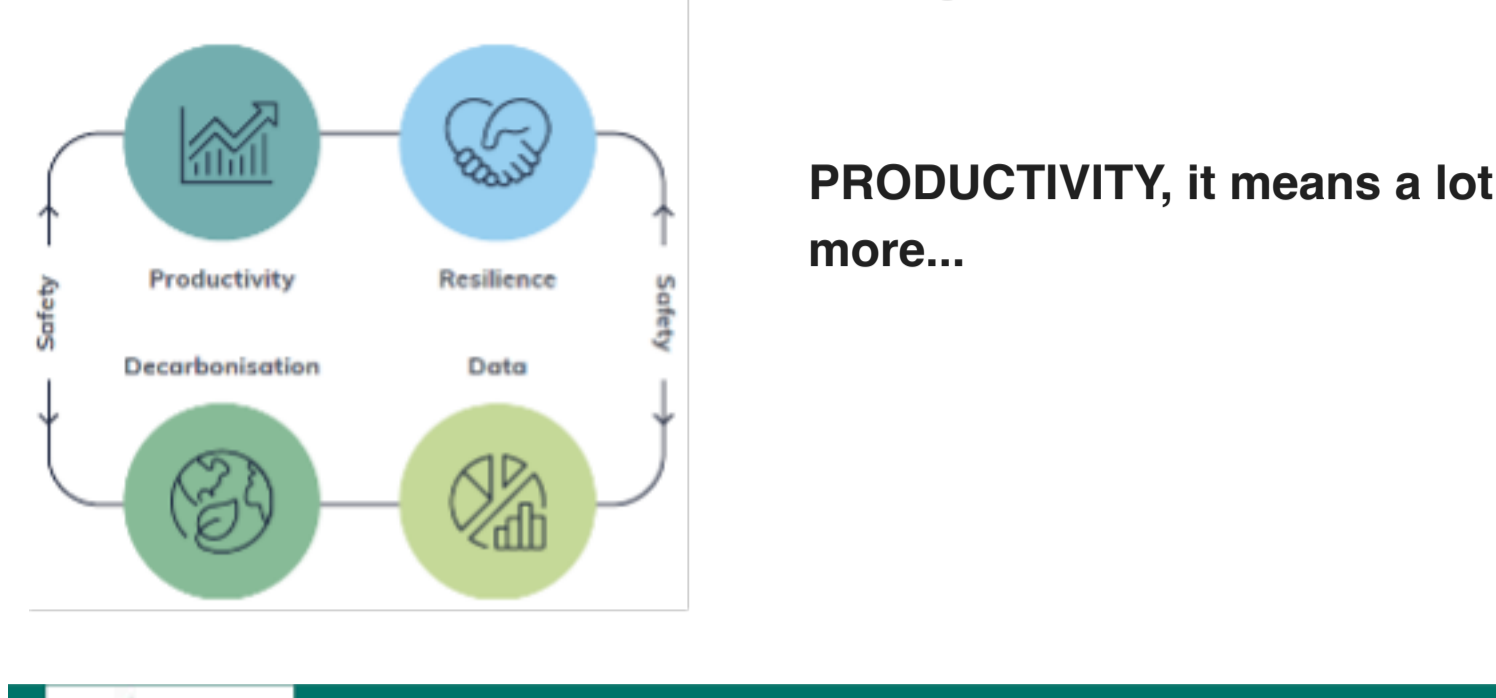 PRODUCTIVITY, it means a lot
more...
Productivity
Resilience
Safety
Safety
Decarbonisation
Data